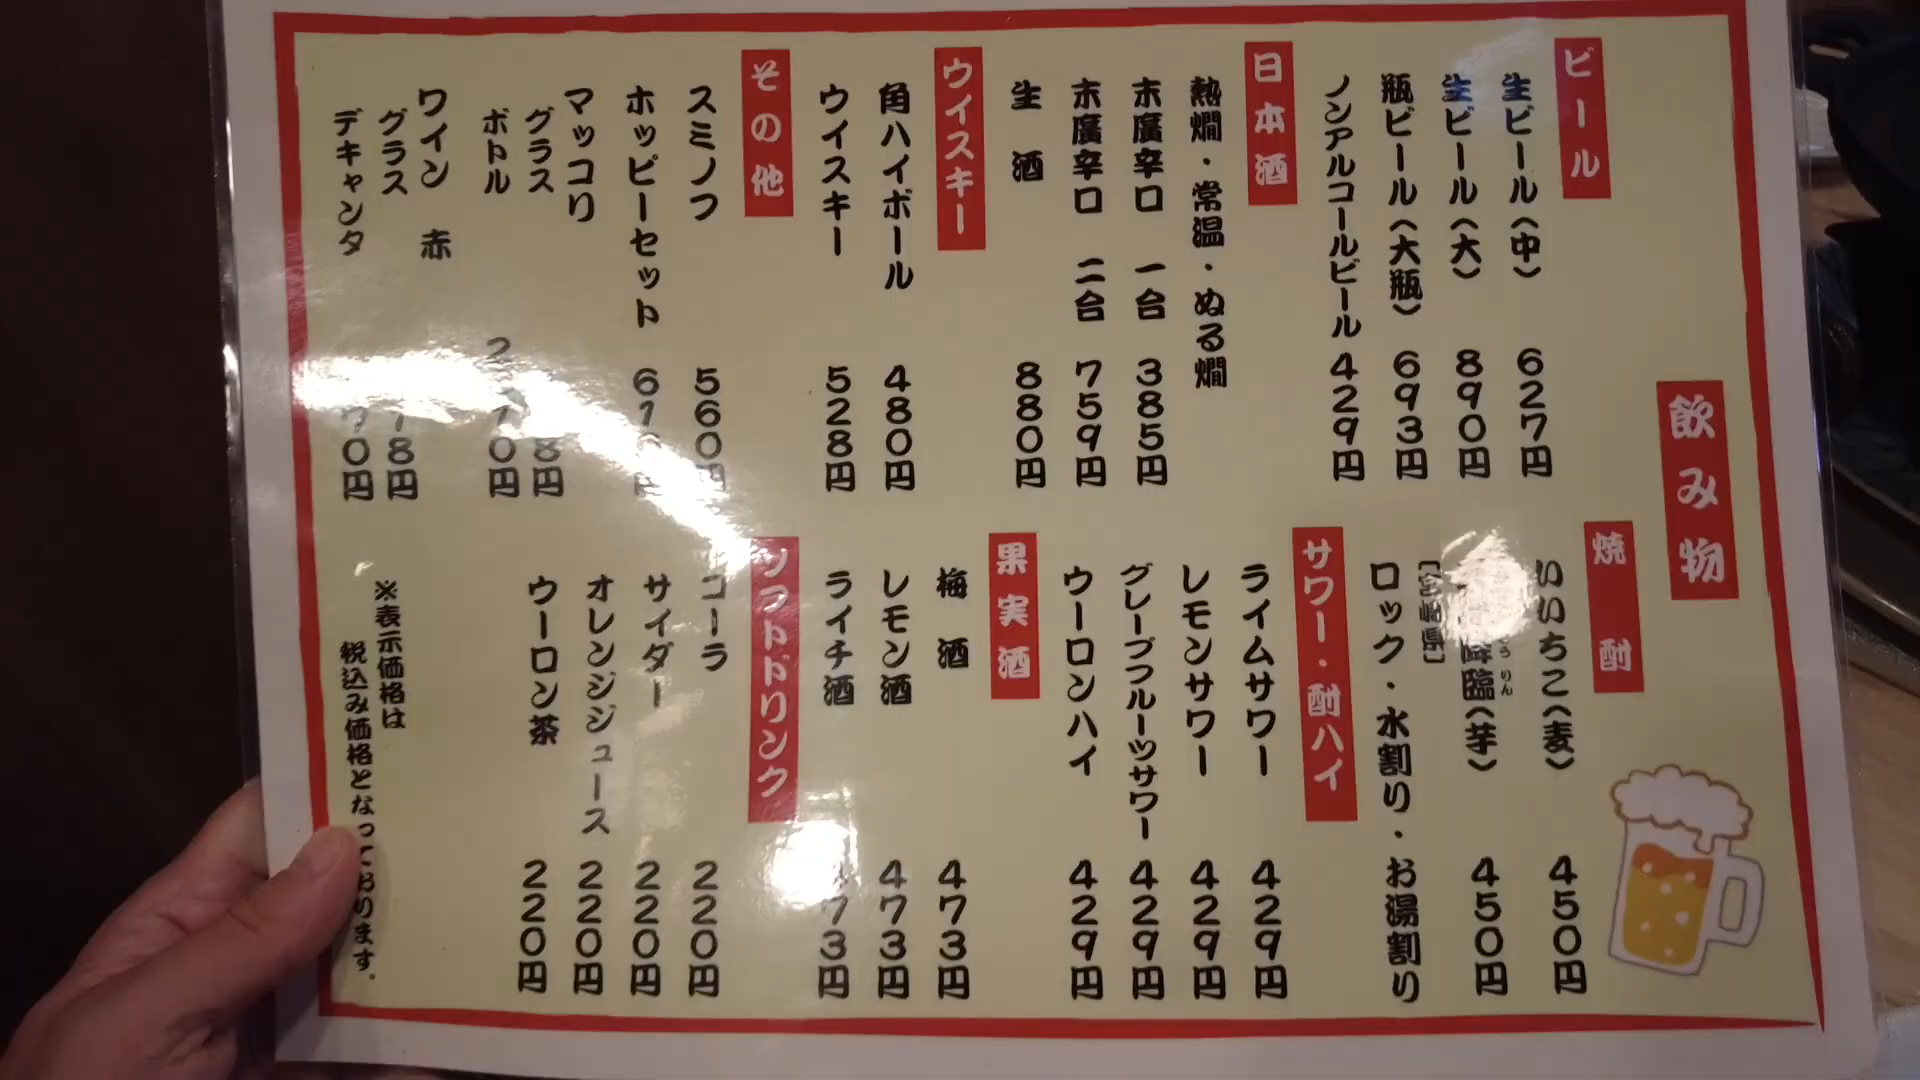 飲み物
ビール
生ビール(中) 627円
生ビール(大) 890円
瓶ビール(大瓶) 693円
ノンアルコールビール 429円
日本酒
熱燗・常温・ぬる燗
末廣辛口 一合 385円
末廣辛口 二合 759円
生酒 880円
ウイスキー
角ハイボール 480円
ウイスキー 528円
その他
スミノフ 560円
ホッピーセット
マッコリ
グラス
ボトル
ワイン 赤
グラス
デキャンタ
焼酎
いいちこ(麦) 450円
降臨(芋) 450円
ロック・水割り・お湯割り
サワー・酎ハイ
ライムサワー 429円
レモンサワー 429円
グレープフルーツサワー 429円
ウーロンハイ 429円
果実酒
梅酒 473円
レモン酒 473円
ライチ酒 473円
ソフトドリンク
コーラ 220円
サイダー 220円
オレンジジュース 220円
ウーロン茶 220円
※表示価格は
税込み価格となっております。